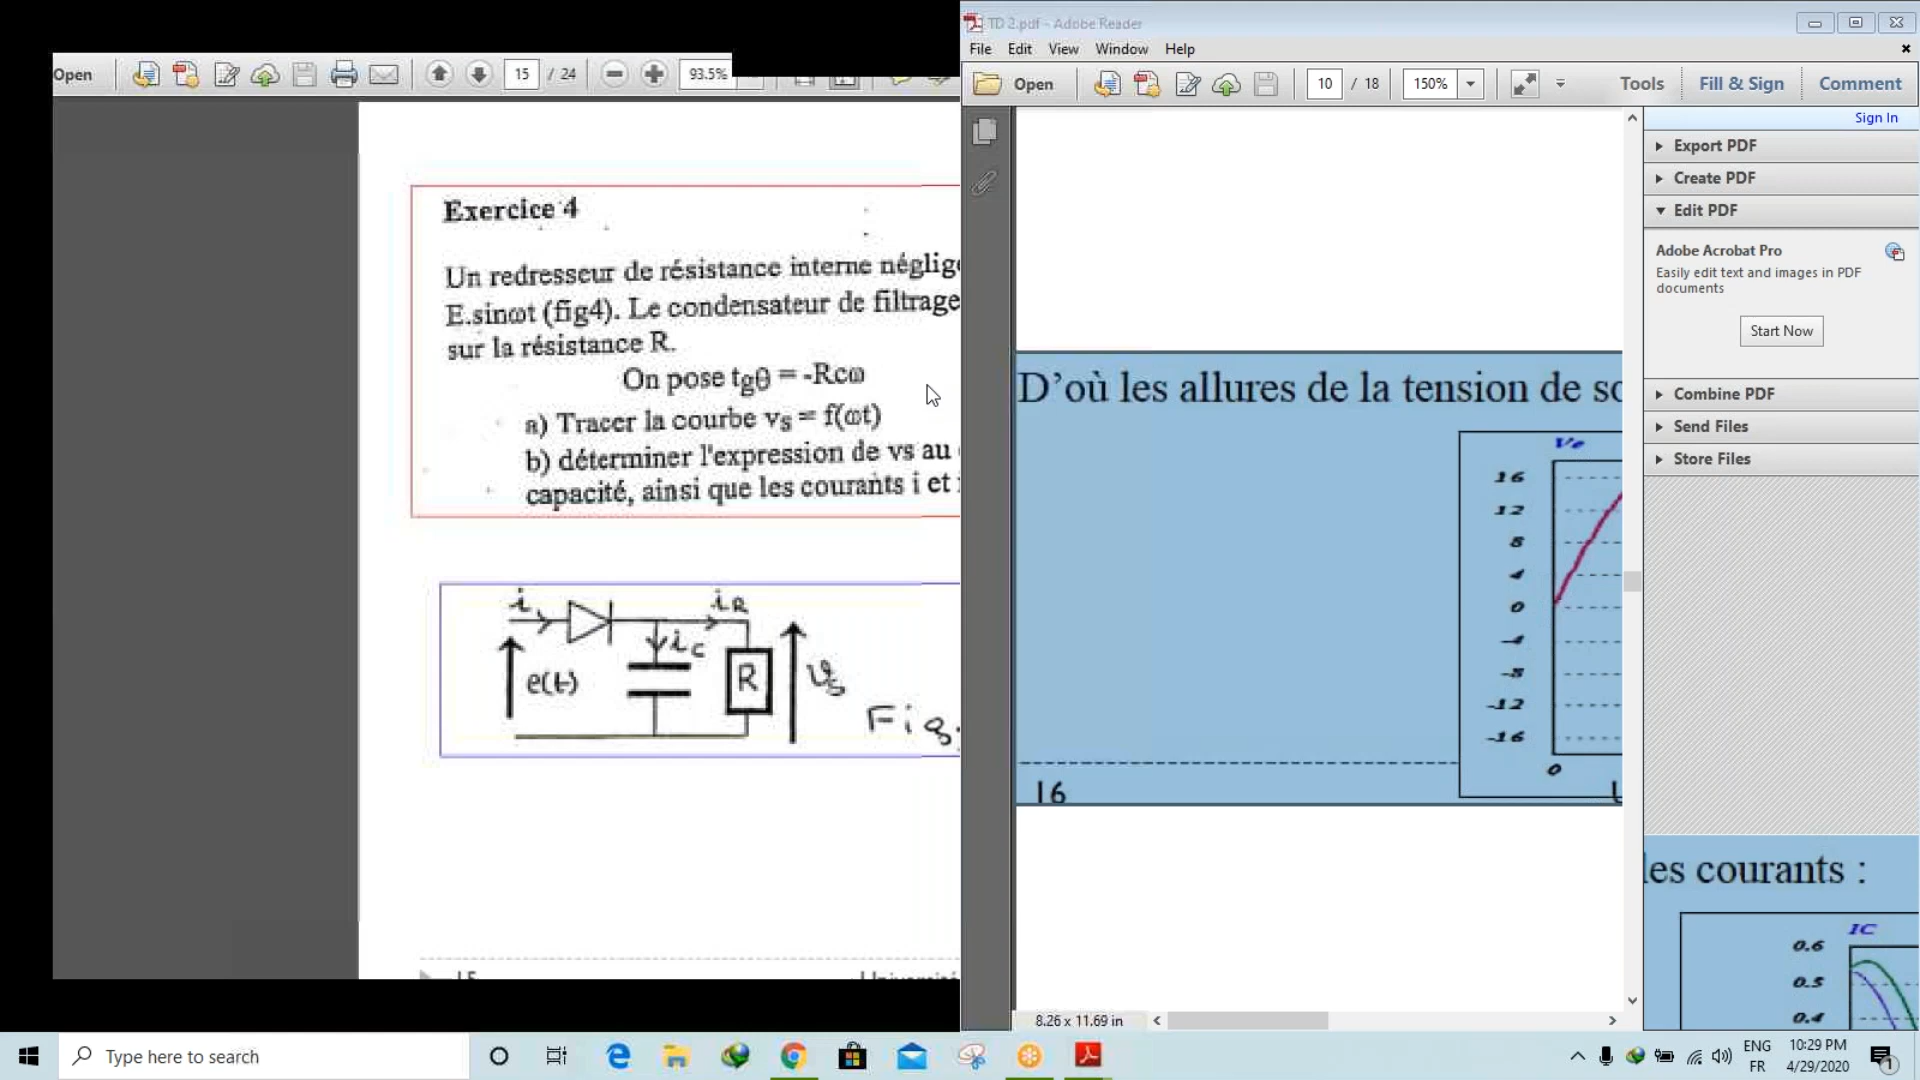 Open
15 / 24
93.5%
Exercice 4
Un redresseur de résistance interne néglig
E.sinωt (fig4). Le condensateur de filtrage
sur la résistance R.
On pose tgθ = -Rcω
a) Tracer la courbe vs = f(ωt)
b) déterminer l'expression de vs au
capacité, ainsi que les courants i et
i
iR
iC
e(t)
R
Vs
Fig.
15
Université
TD 2.pdf - Adobe Reader
File Edit View Window Help
Open
10 / 18
150%
Tools
Fill & Sign
Comment
Sign In
Export PDF
Create PDF
Edit PDF
Adobe Acrobat Pro
Easily edit text and images in PDF
documents
Start Now
Combine PDF
Send Files
Store Files
D’où les allures de la tension de so
Ve
16
12
8
4
0
-4
-8
-12
-16
0
16
U
8.26 x 11.69 in
les courants :
IC
0.6
0.5
0.4
Type here to search
ENG
FR
10:29 PM
4/29/2020
1